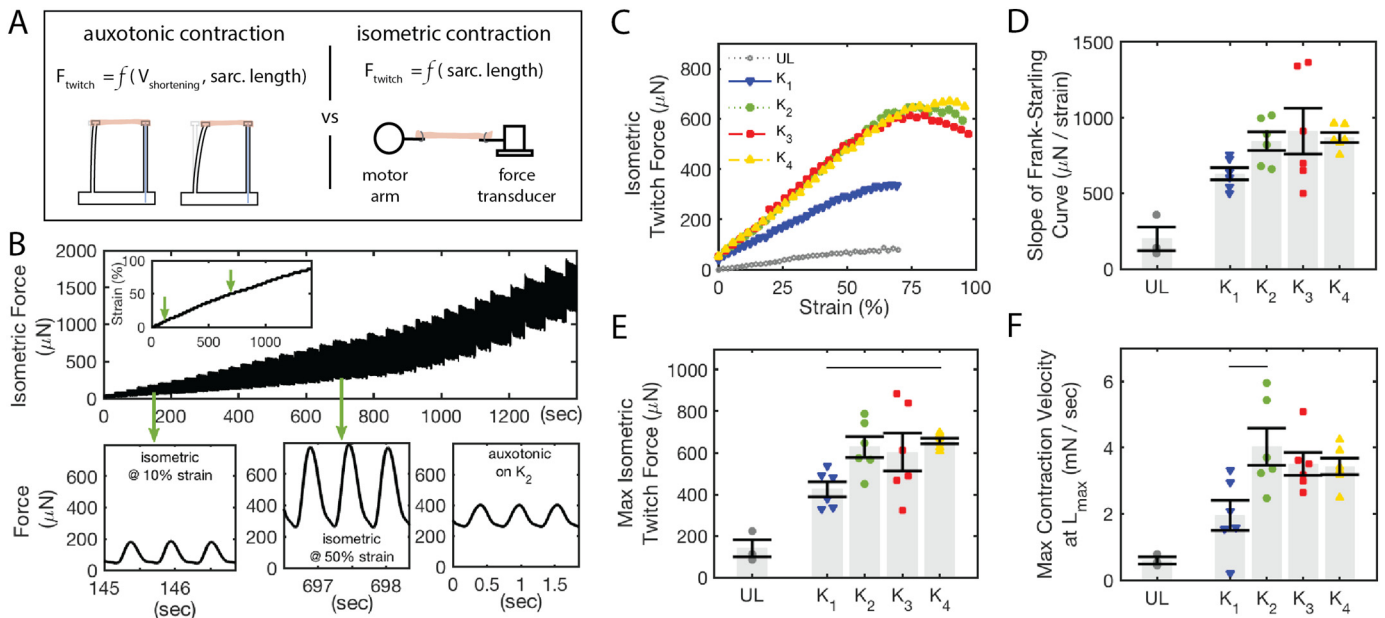 A
auxotonic contraction
F_twitch = f( V_shortening , sarc. length)
vs
isometric contraction
F_twitch = f( sarc. length)
motor
arm
force
transducer
B
Isometric Force
(μN)
2000
1500
1000
500
0
0 200 400 600 800 1000 1200 (sec)
Strain (%)
100
50
0
0 500 1000
Force
(μN)
600
400
200
0
isometric
@ 10% strain
145 146
(sec)
600
400
200
isometric
@ 50% strain
697 698
(sec)
600
400
200
0
auxotonic
on K2
0 0.5 1 1.5
(sec)
C
Isometric
Twitch Force (μN)
800
600
400
200
0
UL
K1
K2
K3
K4
0 25 50 75 100
Strain (%)
D
Slope of Frank-Starling
Curve (μN / strain)
1500
1000
500
0
UL K1 K2 K3 K4
E
Max Isometric
Twitch Force (μN)
1000
800
600
400
200
0
UL K1 K2 K3 K4
F
Max Contraction Velocity
at Lmax (mN / sec)
6
4
2
0
UL K1 K2 K3 K4